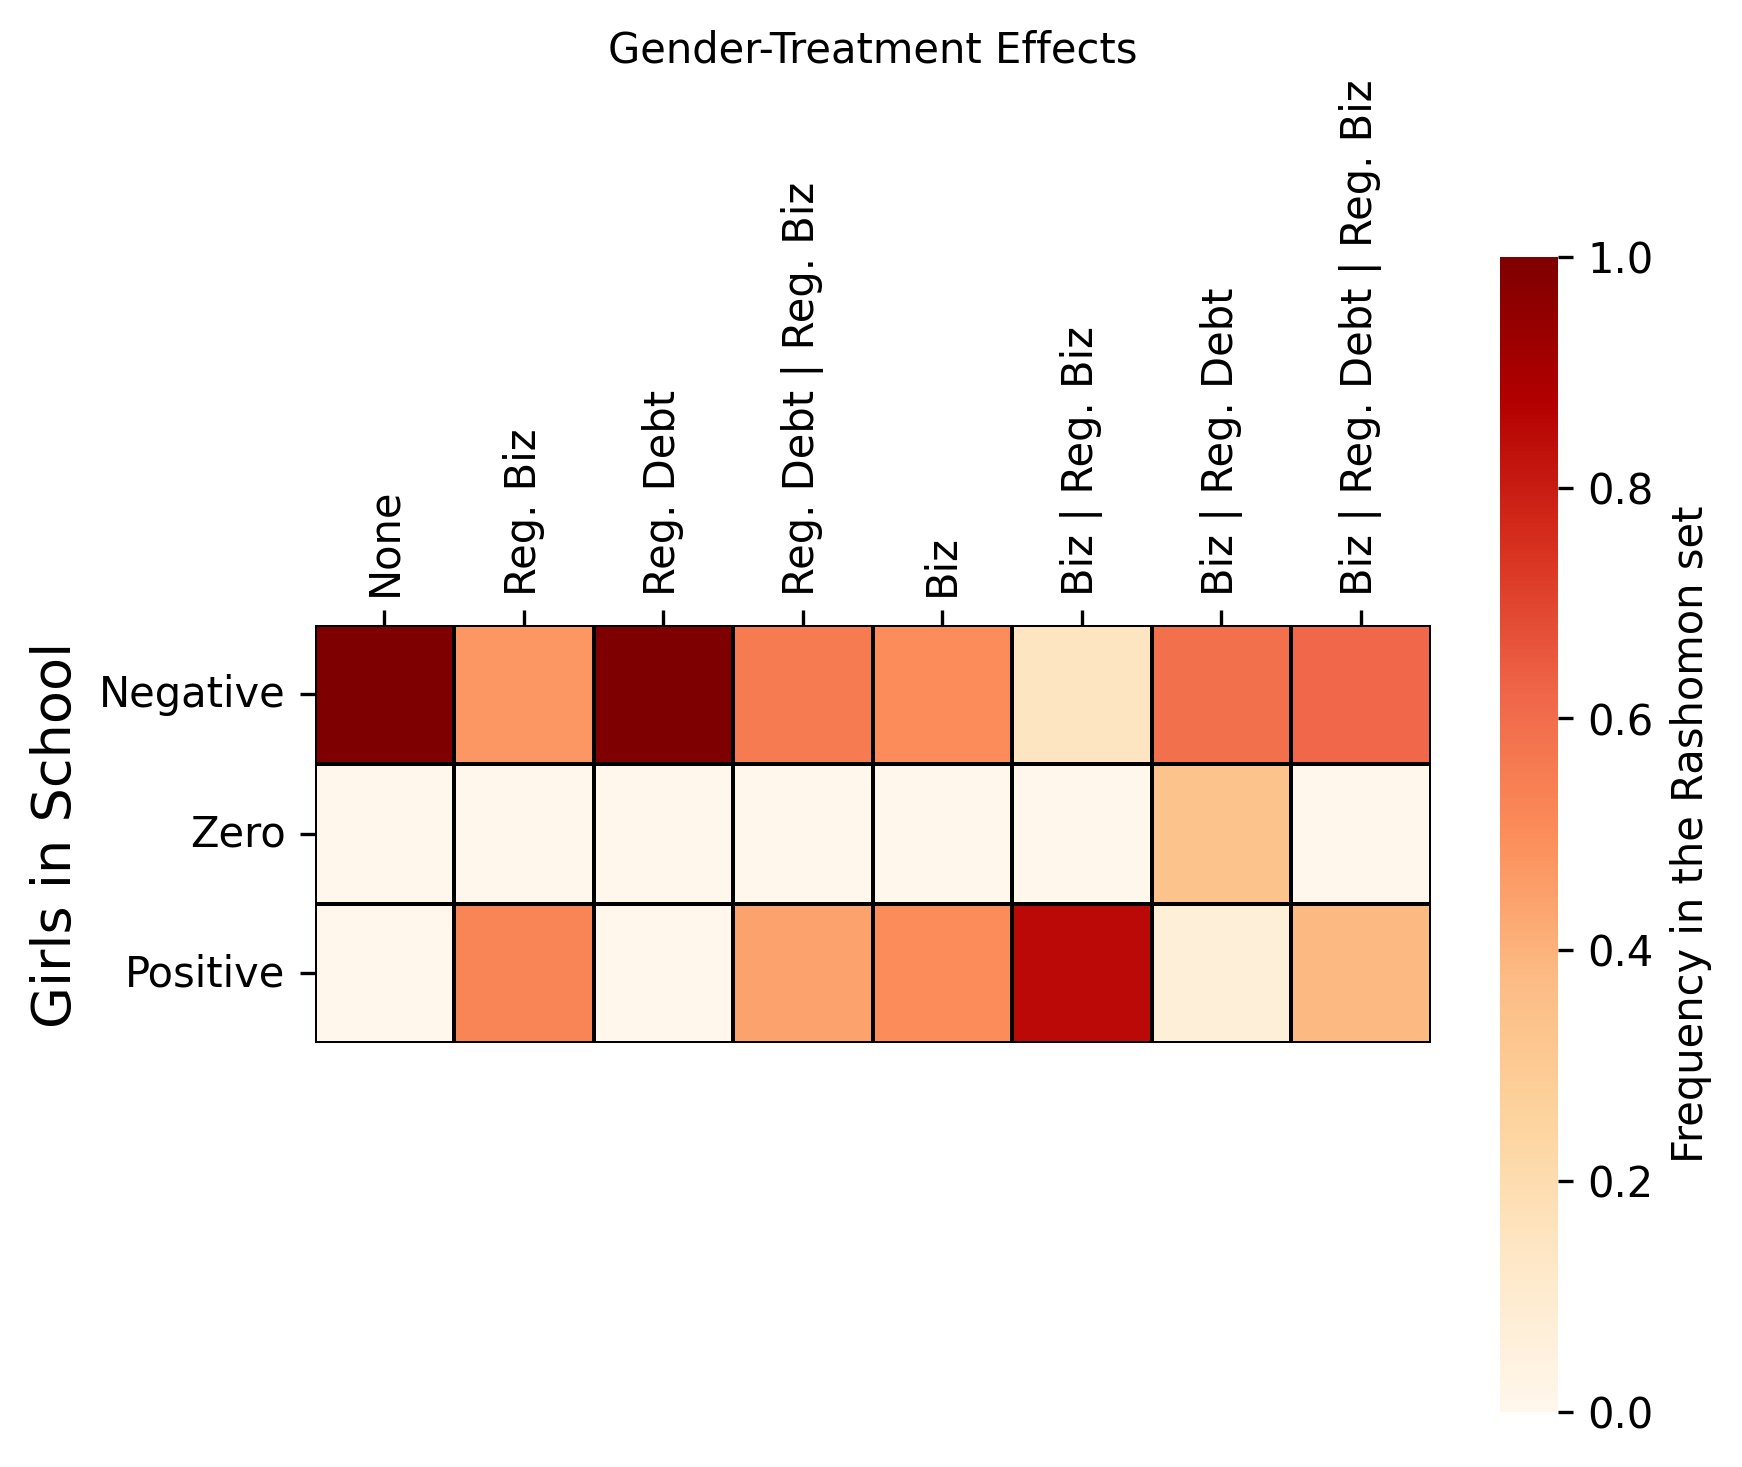 Gender-Treatment Effects
None
Reg. Biz
Reg. Debt
Reg. Debt | Reg. Biz
Biz
Biz | Reg. Biz
Biz | Reg. Debt
Biz | Reg. Debt | Reg. Biz
Girls in School
Negative
Zero
Positive
1.0
0.8
0.6
0.4
0.2
0.0
Frequency in the Rashomon set